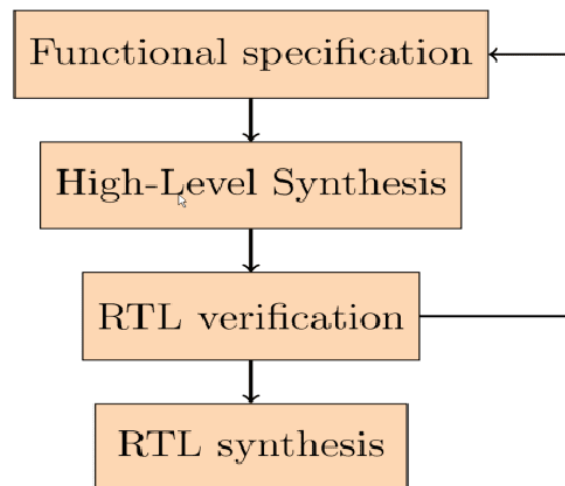 Functional specification
High-Level Synthesis
RTL verification
RTL synthesis